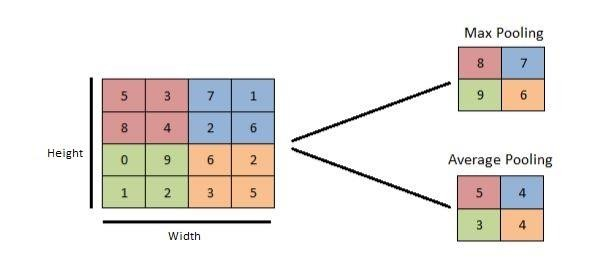 Max Pooling
8 7
9 6
5 3 7 1
8 4 2 6
0 9 6 2
1 2 3 5
Height
Width
Average Pooling
5 4
3 4